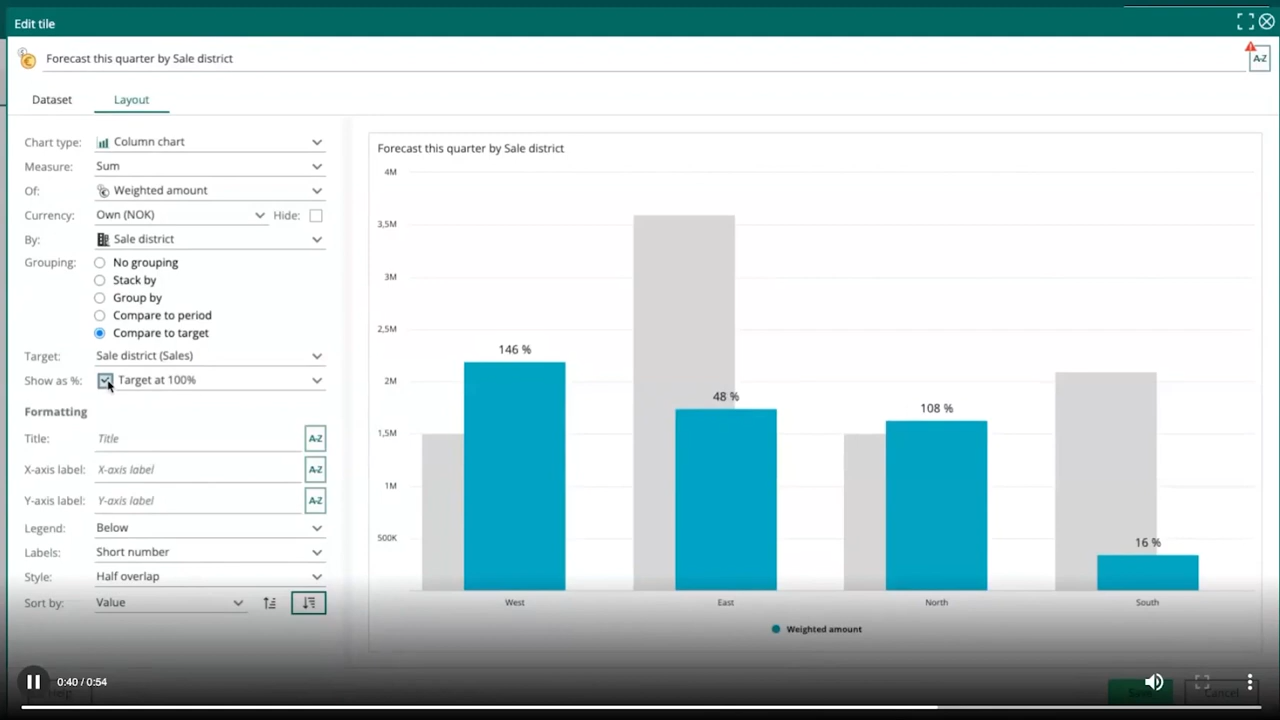 Edit tile
Forecast this quarter by Sale district
A-Z
Dataset Layout
Chart type: Column chart
Measure: Sum
Of: Weighted amount
Currency: Own (NOK) Hide:
By: Sale district
Grouping: No grouping
Stack by
Group by
Compare to period
Compare to target
Target: Sale district (Sales)
Show as %: Target at 100%
Formatting
Title: Title A-Z
X-axis label: X-axis label A-Z
Y-axis label: Y-axis label A-Z
Legend: Below
Labels: Short number
Style: Half overlap
Sort by: Value
Forecast this quarter by Sale district
4M
3,5M
3M
2,5M
2M
1,5M
1M
500K
146 %
48 %
108 %
16 %
West East North South
Weighted amount
0:40 / 0:54
Cancel